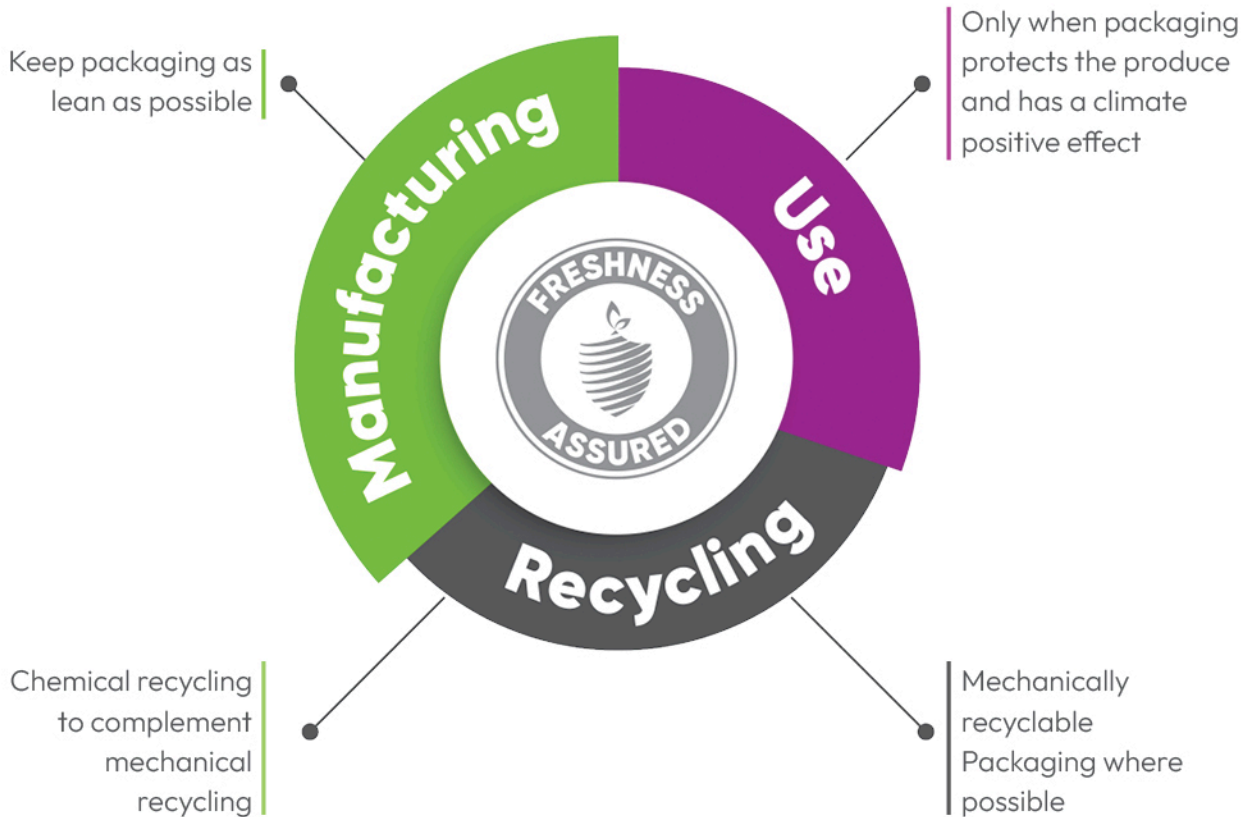 Keep packaging as
lean as possible
Only when packaging
protects the produce
and has a climate
positive effect
Manufacturing
Use
FRESHNESS
ASSURED
Recycling
Chemical recycling
to complement
mechanical
recycling
Mechanically
recyclable
Packaging where
possible